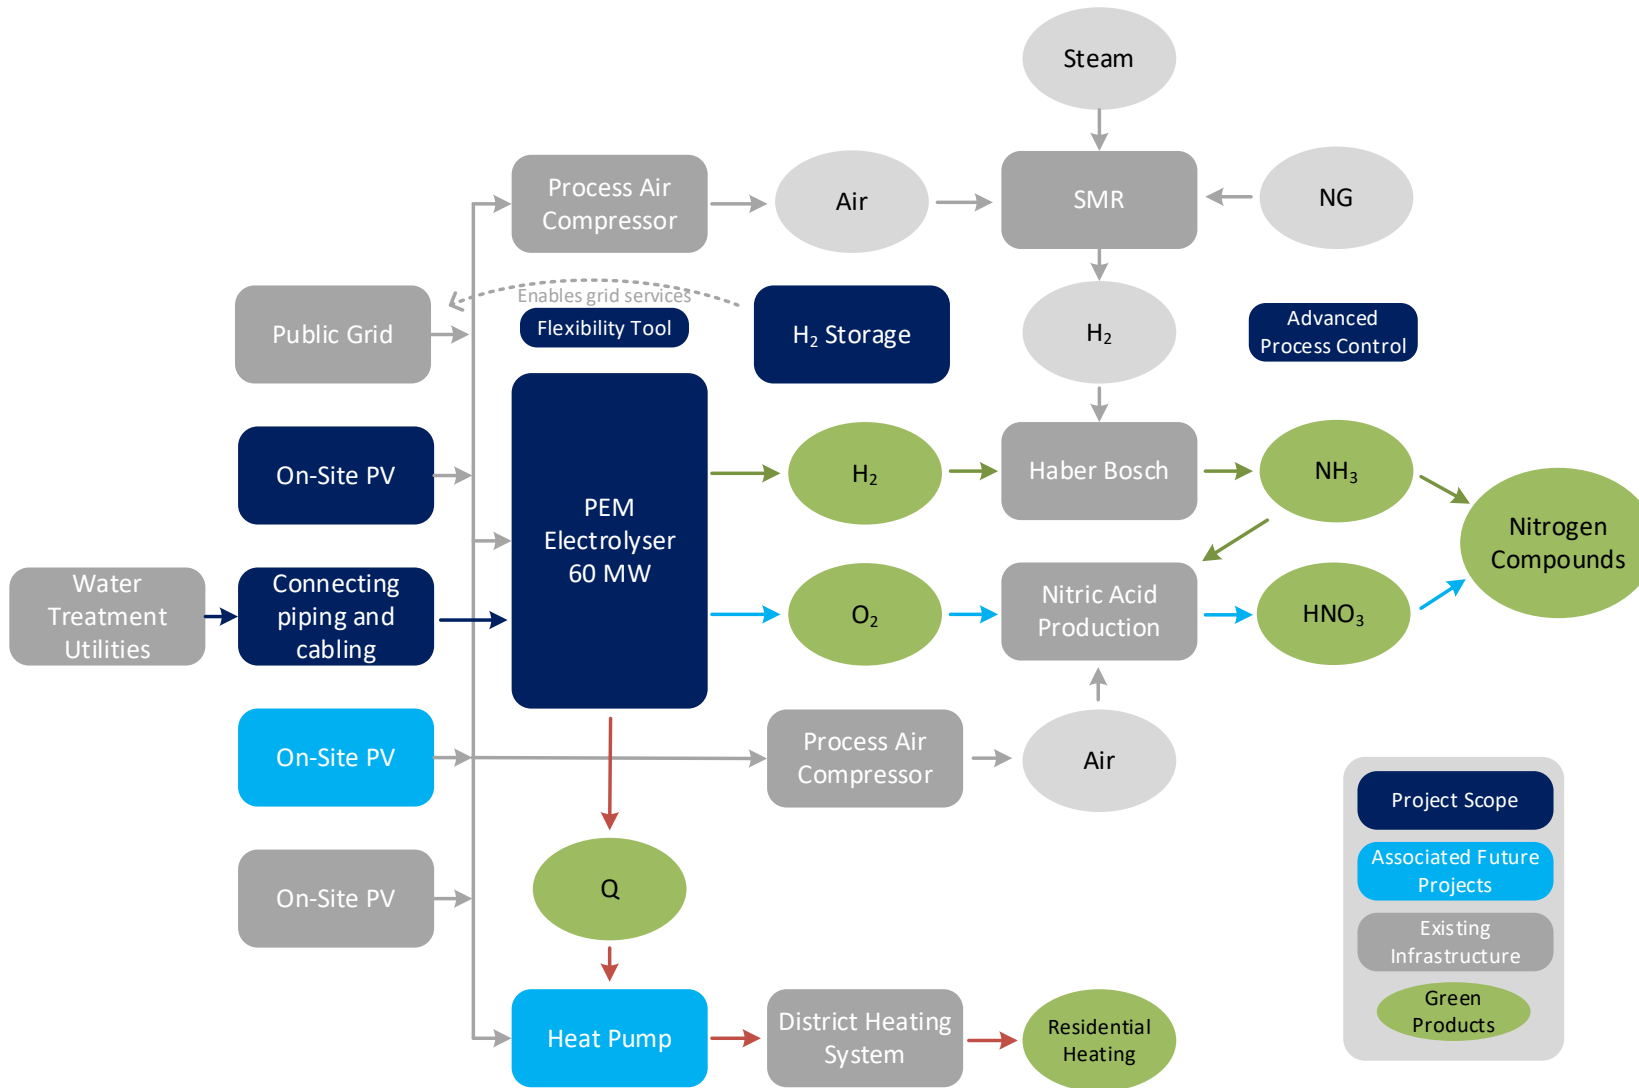 Steam
Process Air
Compressor
Air
SMR
NG
Enables grid services
Public Grid
Flexibility Tool
H₂ Storage
H₂
Advanced
Process Control
On-Site PV
PEM
Electrolyser
60 MW
H₂
Haber Bosch
NH₃
Nitrogen
Compounds
Water
Treatment
Utilities
Connecting
piping and
cabling
O₂
Nitric Acid
Production
HNO₃
On-Site PV
Process Air
Compressor
Air
On-Site PV
Q
Heat Pump
District Heating
System
Residential
Heating
Project Scope
Associated Future
Projects
Existing
Infrastructure
Green
Products